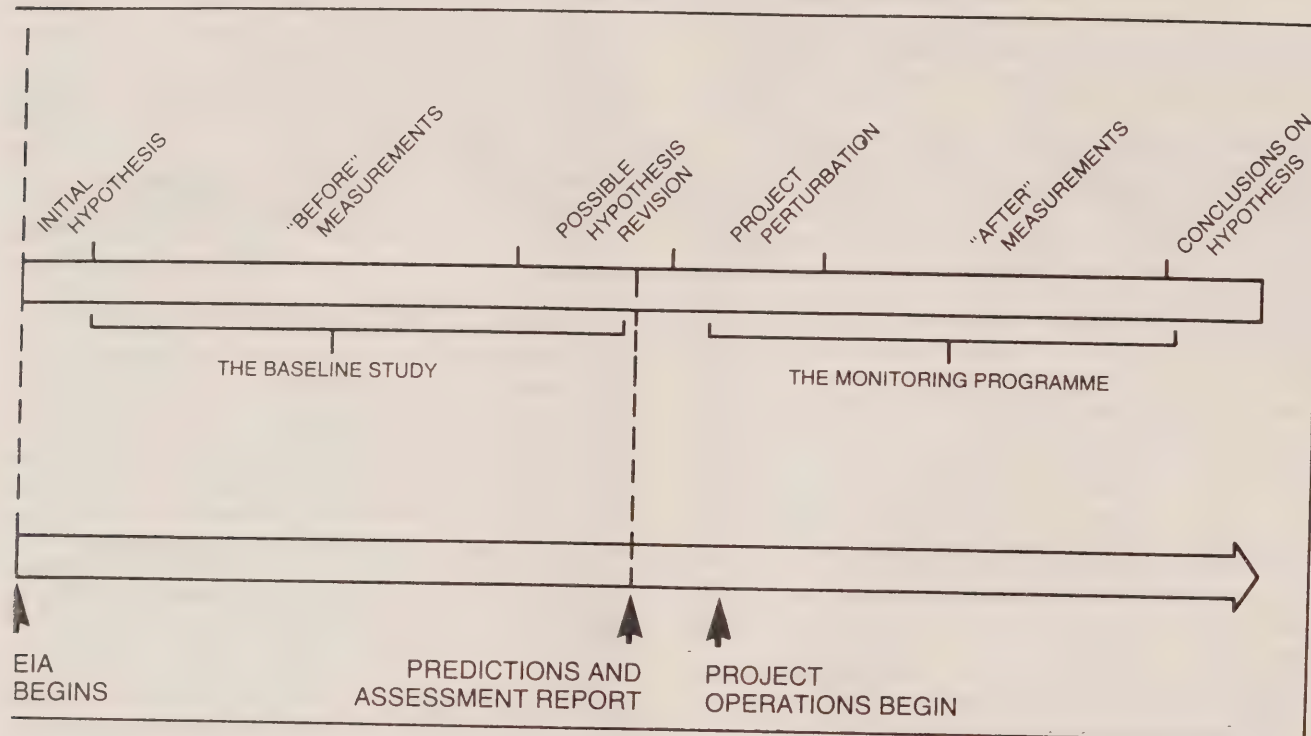 INITIAL
HYPOTHESIS
"BEFORE"
MEASUREMENTS
POSSIBLE
HYPOTHESIS
REVISION
PROJECT
PERTURBATION
"AFTER"
MEASUREMENTS
CONCLUSIONS ON
HYPOTHESIS
THE BASELINE STUDY
THE MONITORING PROGRAMME
EIA
BEGINS
PREDICTIONS AND
ASSESSMENT REPORT
PROJECT
OPERATIONS BEGIN